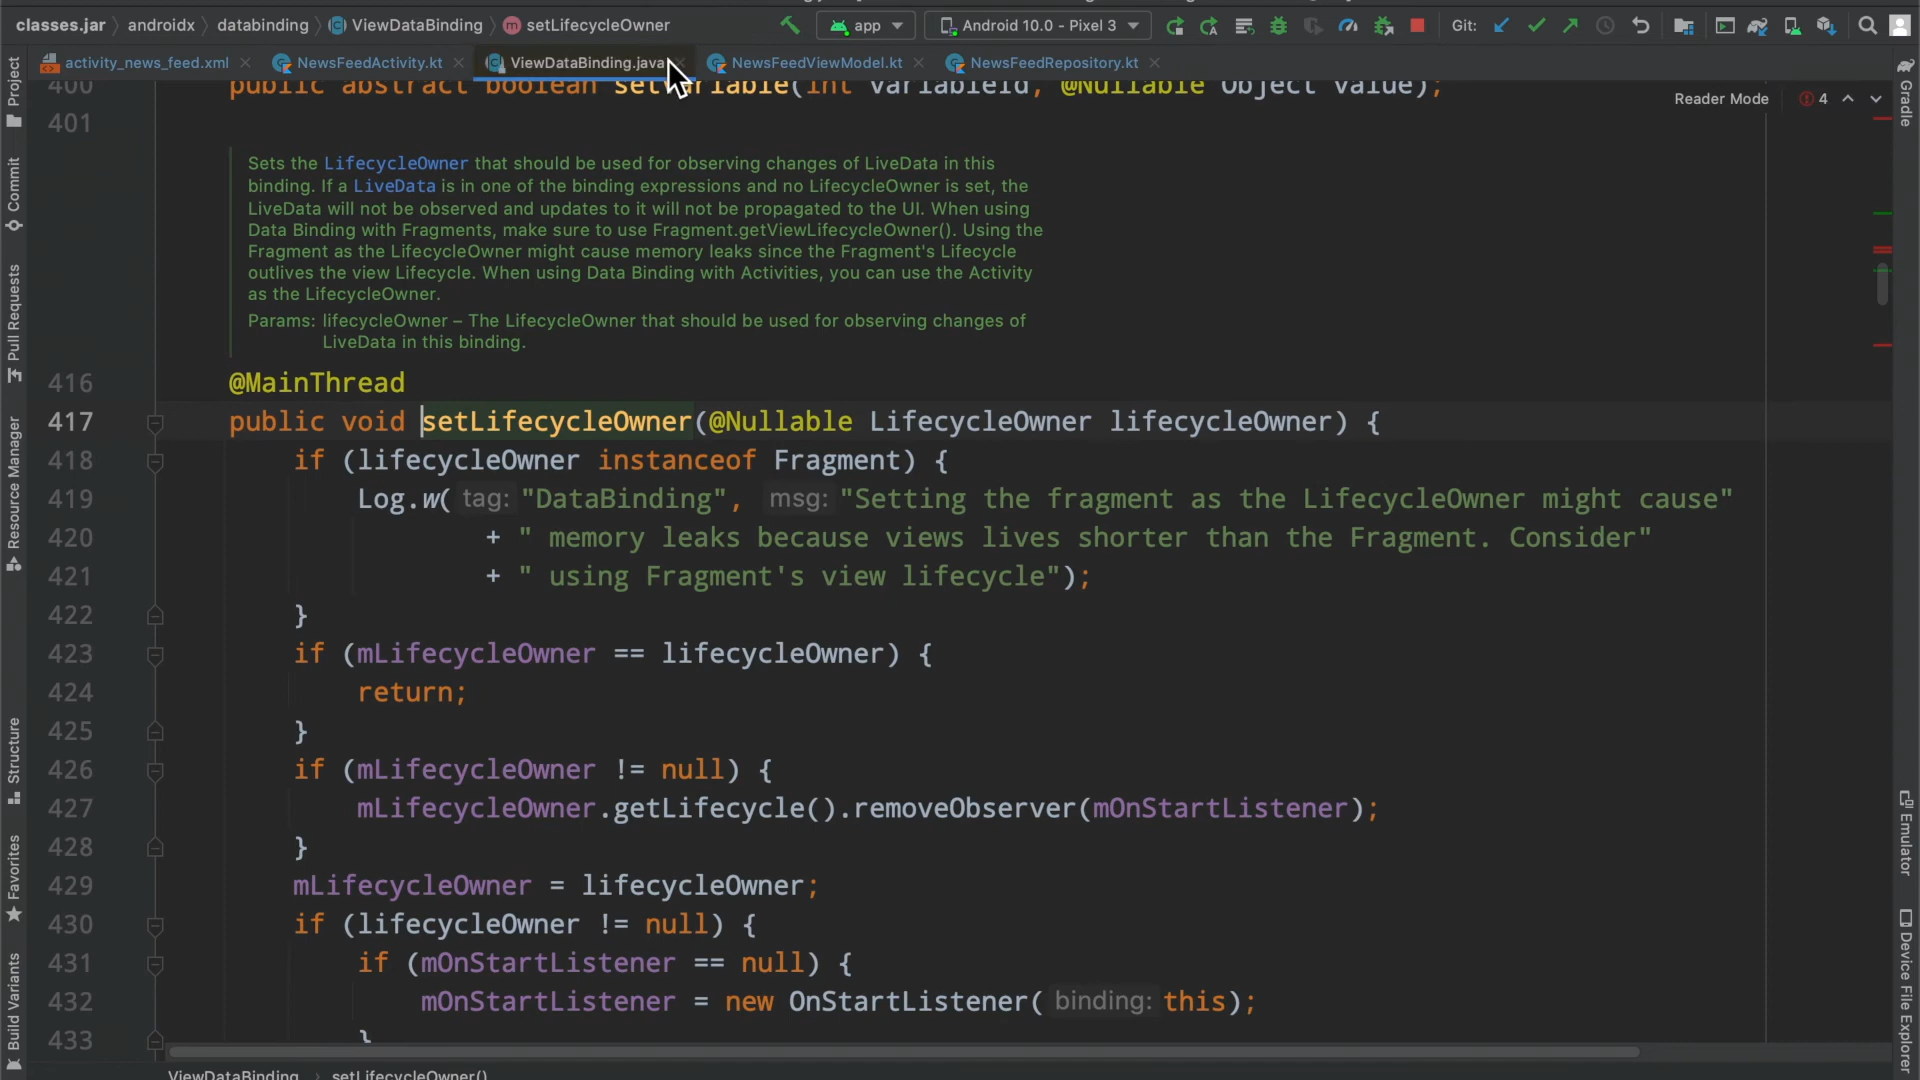 classes.jar androidx databinding ViewDataBinding setLifecycleOwner app Android 10.0 - Pixel 3 Git:
activity_news_feed.xml NewsFeedActivity.kt ViewDataBinding.java NewsFeedViewModel.kt NewsFeedRepository.kt
400 public abstract boolean setVariable(int variableId, @Nullable Object value);
Reader Mode 4
401
Sets the LifecycleOwner that should be used for observing changes of LiveData in this
binding. If a LiveData is in one of the binding expressions and no LifecycleOwner is set, the
LiveData will not be observed and updates to it will not be propagated to the UI. When using
Data Binding with Fragments, make sure to use Fragment.getViewLifecycleOwner(). Using the
Fragment as the LifecycleOwner might cause memory leaks since the Fragment's Lifecycle
outlives the view Lifecycle. When using Data Binding with Activities, you can use the Activity
as the LifecycleOwner.
Params: lifecycleOwner – The LifecycleOwner that should be used for observing changes of
LiveData in this binding.
416 @MainThread
417 public void setLifecycleOwner(@Nullable LifecycleOwner lifecycleOwner) {
418 if (lifecycleOwner instanceof Fragment) {
419 Log.w( tag: "DataBinding", msg: "Setting the fragment as the LifecycleOwner might cause"
420 + " memory leaks because views lives shorter than the Fragment. Consider"
421 + " using Fragment's view lifecycle");
422 }
423 if (mLifecycleOwner == lifecycleOwner) {
424 return;
425 }
426 if (mLifecycleOwner != null) {
427 mLifecycleOwner.getLifecycle().removeObserver(mOnStartListener);
428 }
429 mLifecycleOwner = lifecycleOwner;
430 if (lifecycleOwner != null) {
431 if (mOnStartListener == null) {
432 mOnStartListener = new OnStartListener( binding: this);
433 }
ViewDataBinding setLifecycleOwner()
Project
Commit
Pull Requests
Resource Manager
Structure
Favorites
Build Variants
Gradle
Emulator
Device File Explorer